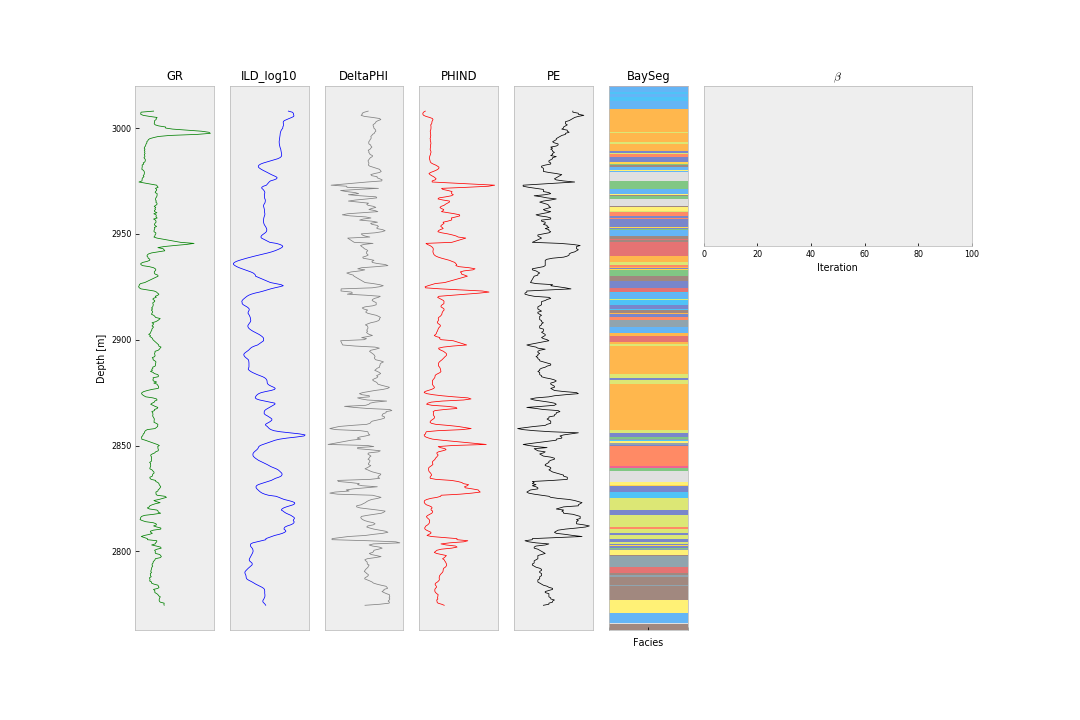 GR ILD_log10 DeltaPHI PHIND PE BaySeg β
3000
2950
0 20 40 60 80 100
Iteration
2900
Depth [m]
2850
2800
Facies